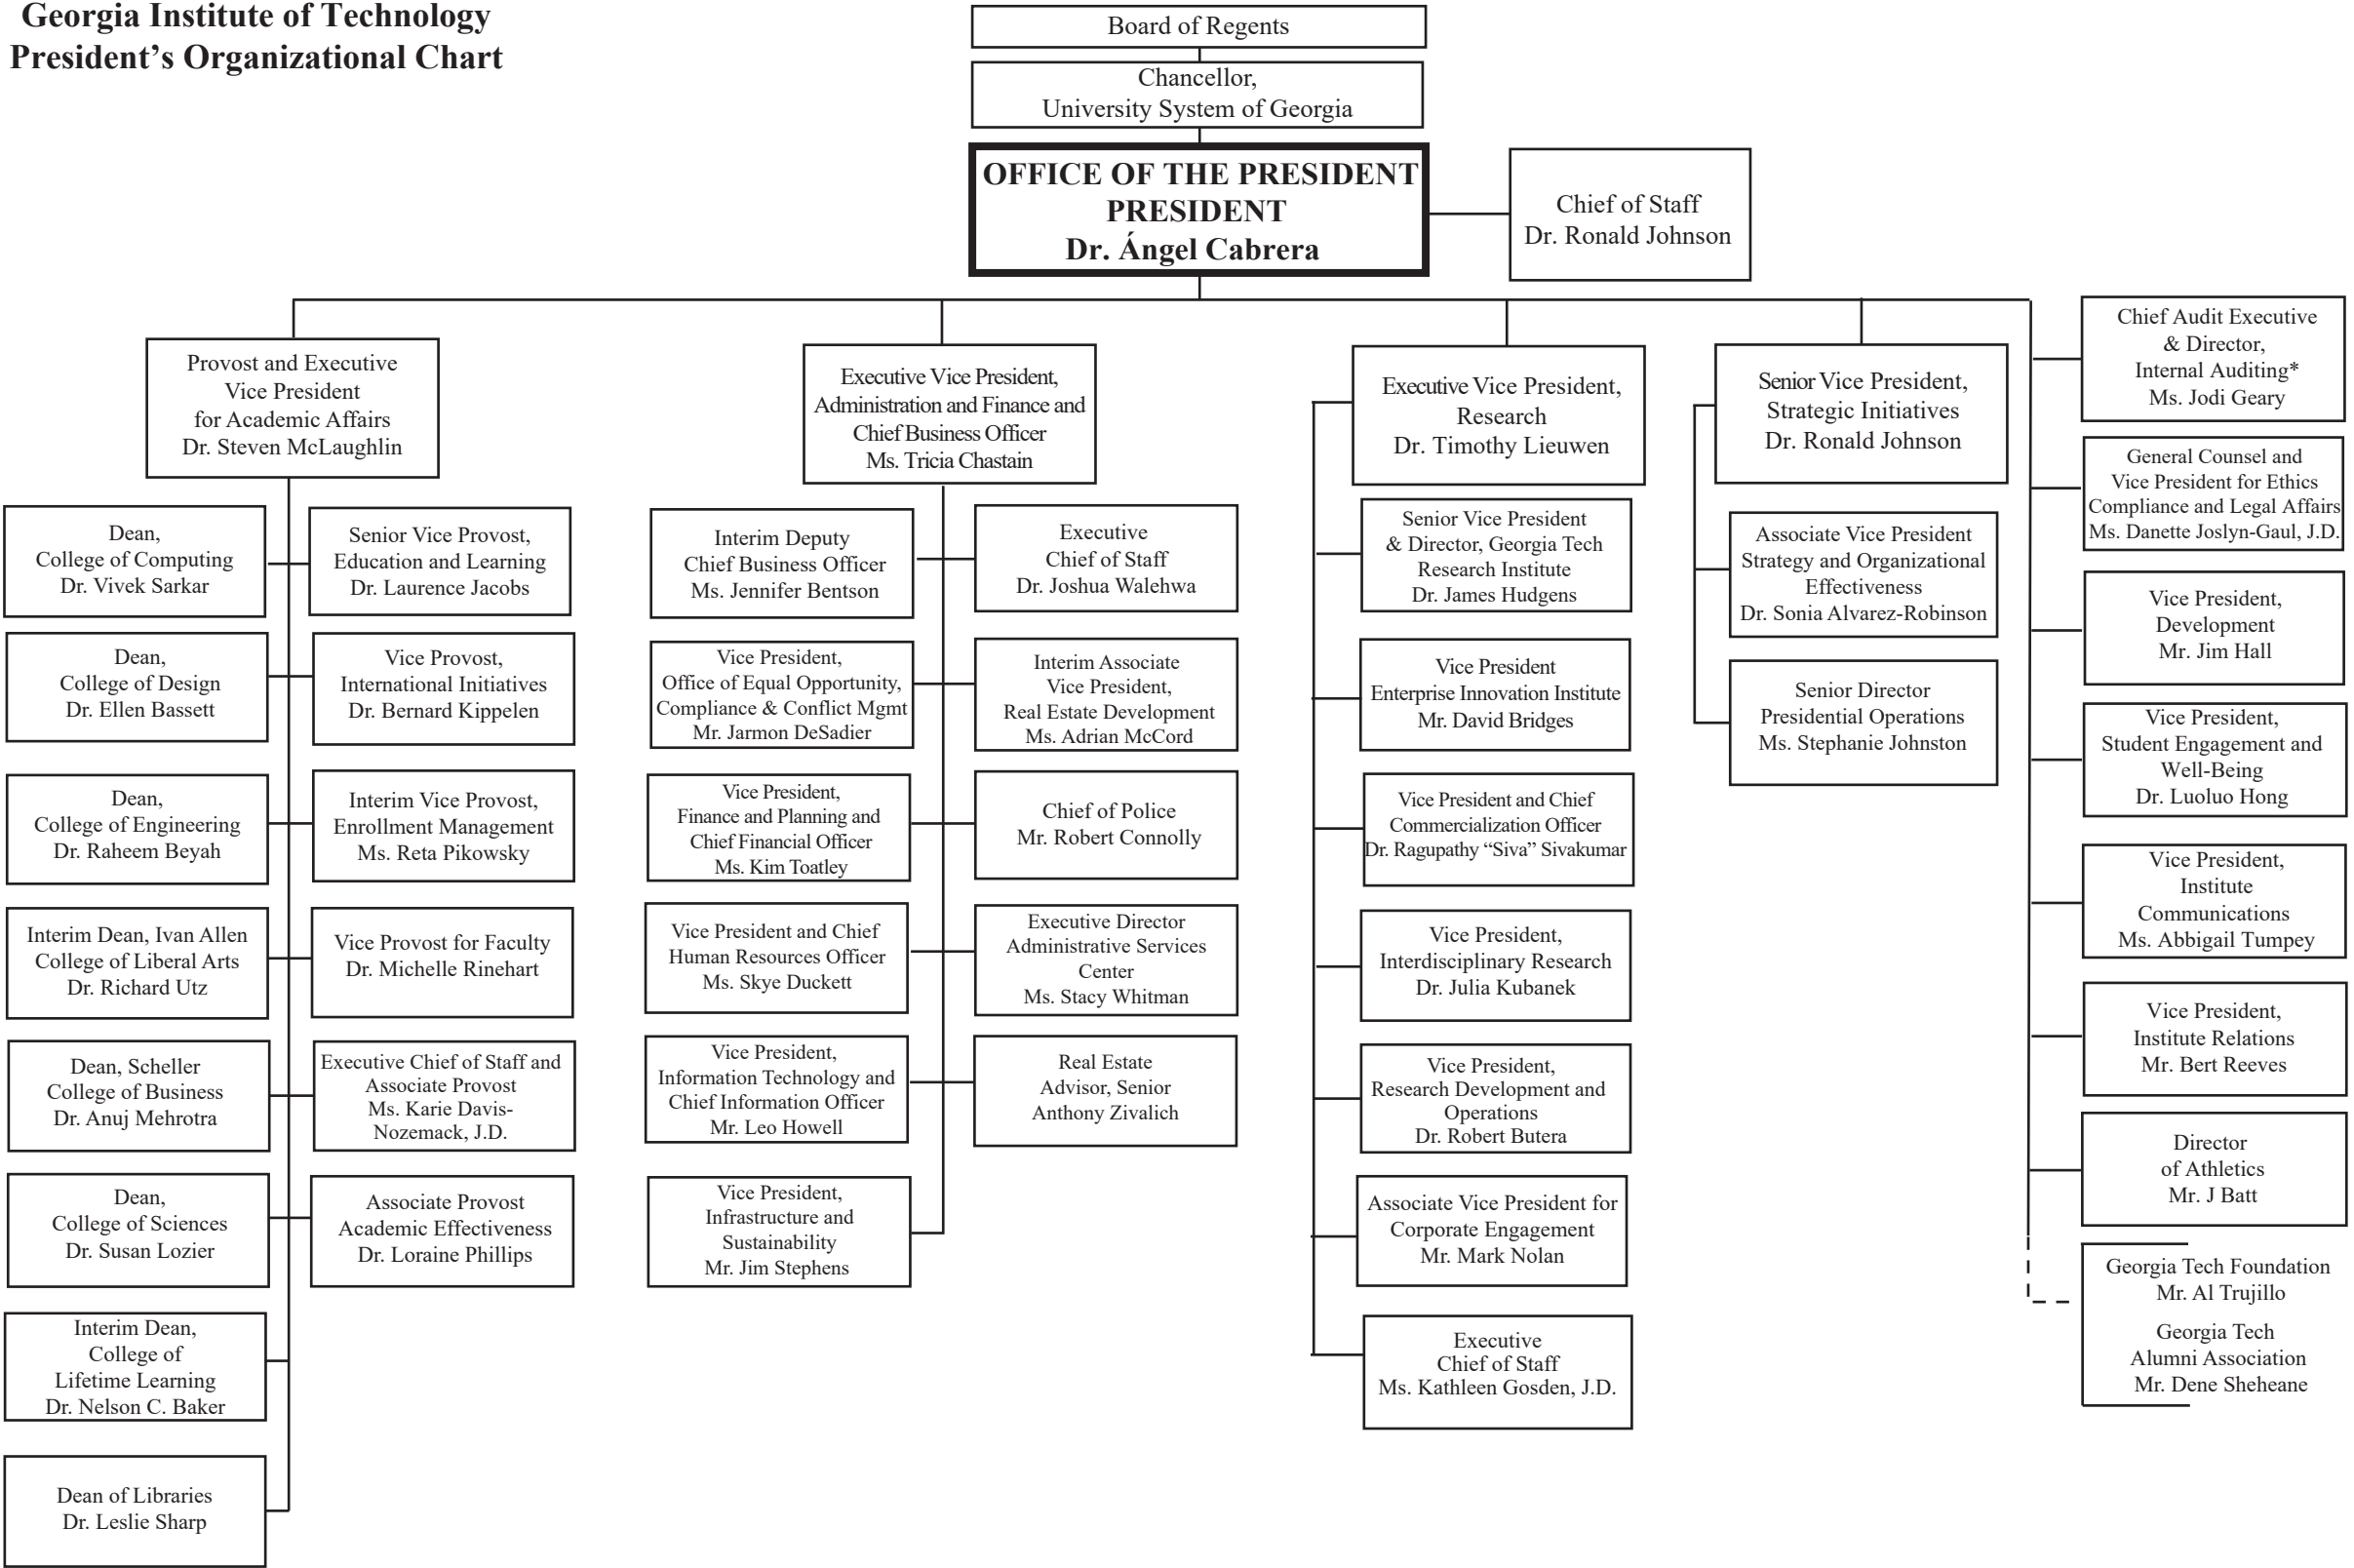 Georgia Institute of Technology
President’s Organizational Chart
Board of Regents
Chancellor,
University System of Georgia
OFFICE OF THE PRESIDENT
PRESIDENT
Dr. Ángel Cabrera
Chief of Staff
Dr. Ronald Johnson
Provost and Executive
Vice President
for Academic Affairs
Dr. Steven McLaughlin
Dean,
College of Computing
Dr. Vivek Sarkar
Senior Vice Provost,
Education and Learning
Dr. Laurence Jacobs
Dean,
College of Design
Dr. Ellen Bassett
Vice Provost,
International Initiatives
Dr. Bernard Kippelen
Dean,
College of Engineering
Dr. Raheem Beyah
Interim Vice Provost,
Enrollment Management
Ms. Reta Pikowsky
Interim Dean, Ivan Allen
College of Liberal Arts
Dr. Richard Utz
Vice Provost for Faculty
Dr. Michelle Rinehart
Dean, Scheller
College of Business
Dr. Anuj Mehrotra
Executive Chief of Staff and
Associate Provost
Ms. Karie Davis-
Nozemack, J.D.
Dean,
College of Sciences
Dr. Susan Lozier
Associate Provost
Academic Effectiveness
Dr. Loraine Phillips
Interim Dean,
College of
Lifetime Learning
Dr. Nelson C. Baker
Dean of Libraries
Dr. Leslie Sharp
Executive Vice President,
Administration and Finance and
Chief Business Officer
Ms. Tricia Chastain
Interim Deputy
Chief Business Officer
Ms. Jennifer Bentson
Executive
Chief of Staff
Dr. Joshua Walehwa
Vice President,
Office of Equal Opportunity,
Compliance & Conflict Mgmt
Mr. Jarmon DeSadier
Interim Associate
Vice President,
Real Estate Development
Ms. Adrian McCord
Vice President,
Finance and Planning and
Chief Financial Officer
Ms. Kim Toatley
Chief of Police
Mr. Robert Connolly
Vice President and Chief
Human Resources Officer
Ms. Skye Duckett
Executive Director
Administrative Services
Center
Ms. Stacy Whitman
Vice President,
Information Technology and
Chief Information Officer
Mr. Leo Howell
Real Estate
Advisor, Senior
Anthony Zivalich
Vice President,
Infrastructure and
Sustainability
Mr. Jim Stephens
Executive Vice President,
Research
Dr. Timothy Lieuwen
Senior Vice President
& Director, Georgia Tech
Research Institute
Dr. James Hudgens
Vice President
Enterprise Innovation Institute
Mr. David Bridges
Vice President and Chief
Commercialization Officer
Dr. Ragupathy “Siva” Sivakumar
Vice President,
Interdisciplinary Research
Dr. Julia Kubanek
Vice President,
Research Development and
Operations
Dr. Robert Butera
Associate Vice President for
Corporate Engagement
Mr. Mark Nolan
Executive
Chief of Staff
Ms. Kathleen Gosden, J.D.
Senior Vice President,
Strategic Initiatives
Dr. Ronald Johnson
Associate Vice President
Strategy and Organizational
Effectiveness
Dr. Sonia Alvarez-Robinson
Senior Director
Presidential Operations
Ms. Stephanie Johnston
Chief Audit Executive
& Director,
Internal Auditing*
Ms. Jodi Geary
General Counsel and
Vice President for Ethics
Compliance and Legal Affairs
Ms. Danette Joslyn-Gaul, J.D.
Vice President,
Development
Mr. Jim Hall
Vice President,
Student Engagement and
Well-Being
Dr. Luoluo Hong
Vice President,
Institute
Communications
Ms. Abbigail Tumpey
Vice President,
Institute Relations
Mr. Bert Reeves
Director
of Athletics
Mr. J Batt
Georgia Tech Foundation
Mr. Al Trujillo
Georgia Tech
Alumni Association
Mr. Dene Sheheane